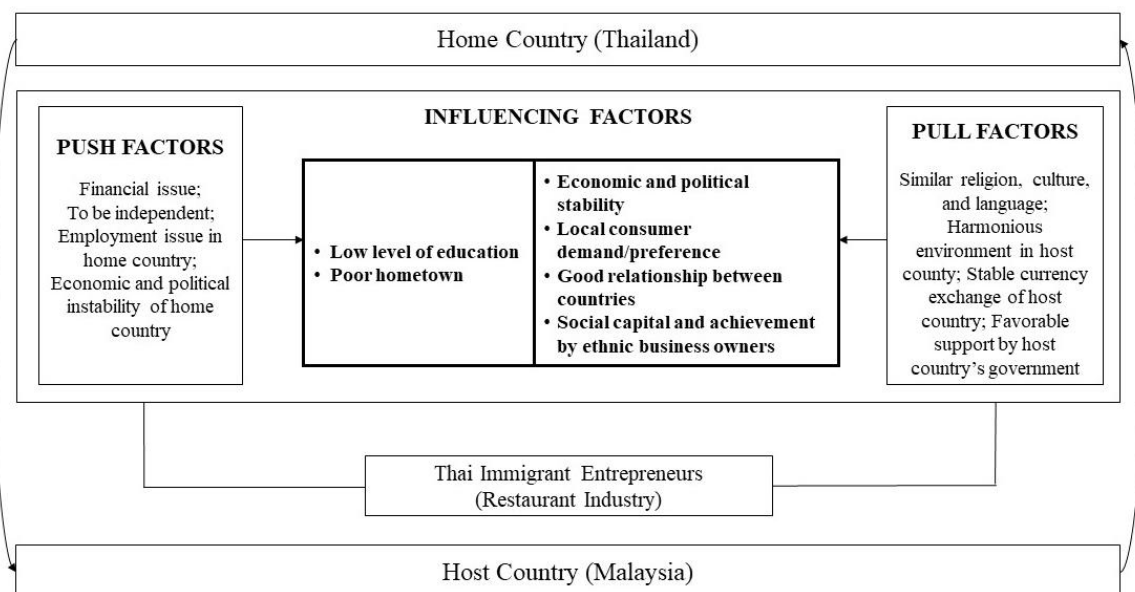 Home Country (Thailand)
INFLUENCING FACTORS
PUSH FACTORS
Financial issue;
To be independent;
Employment issue in
home country;
Economic and political
instability of home
country
• Low level of education
• Poor hometown
• Economic and political
stability
• Local consumer
demand/preference
• Good relationship between
countries
• Social capital and achievement
by ethnic business owners
PULL FACTORS
Similar religion, culture,
and language;
Harmonious
environment in host
county; Stable currency
exchange of host
country; Favorable
support by host
country's government
Thai Immigrant Entrepreneurs
(Restaurant Industry)
Host Country (Malaysia)